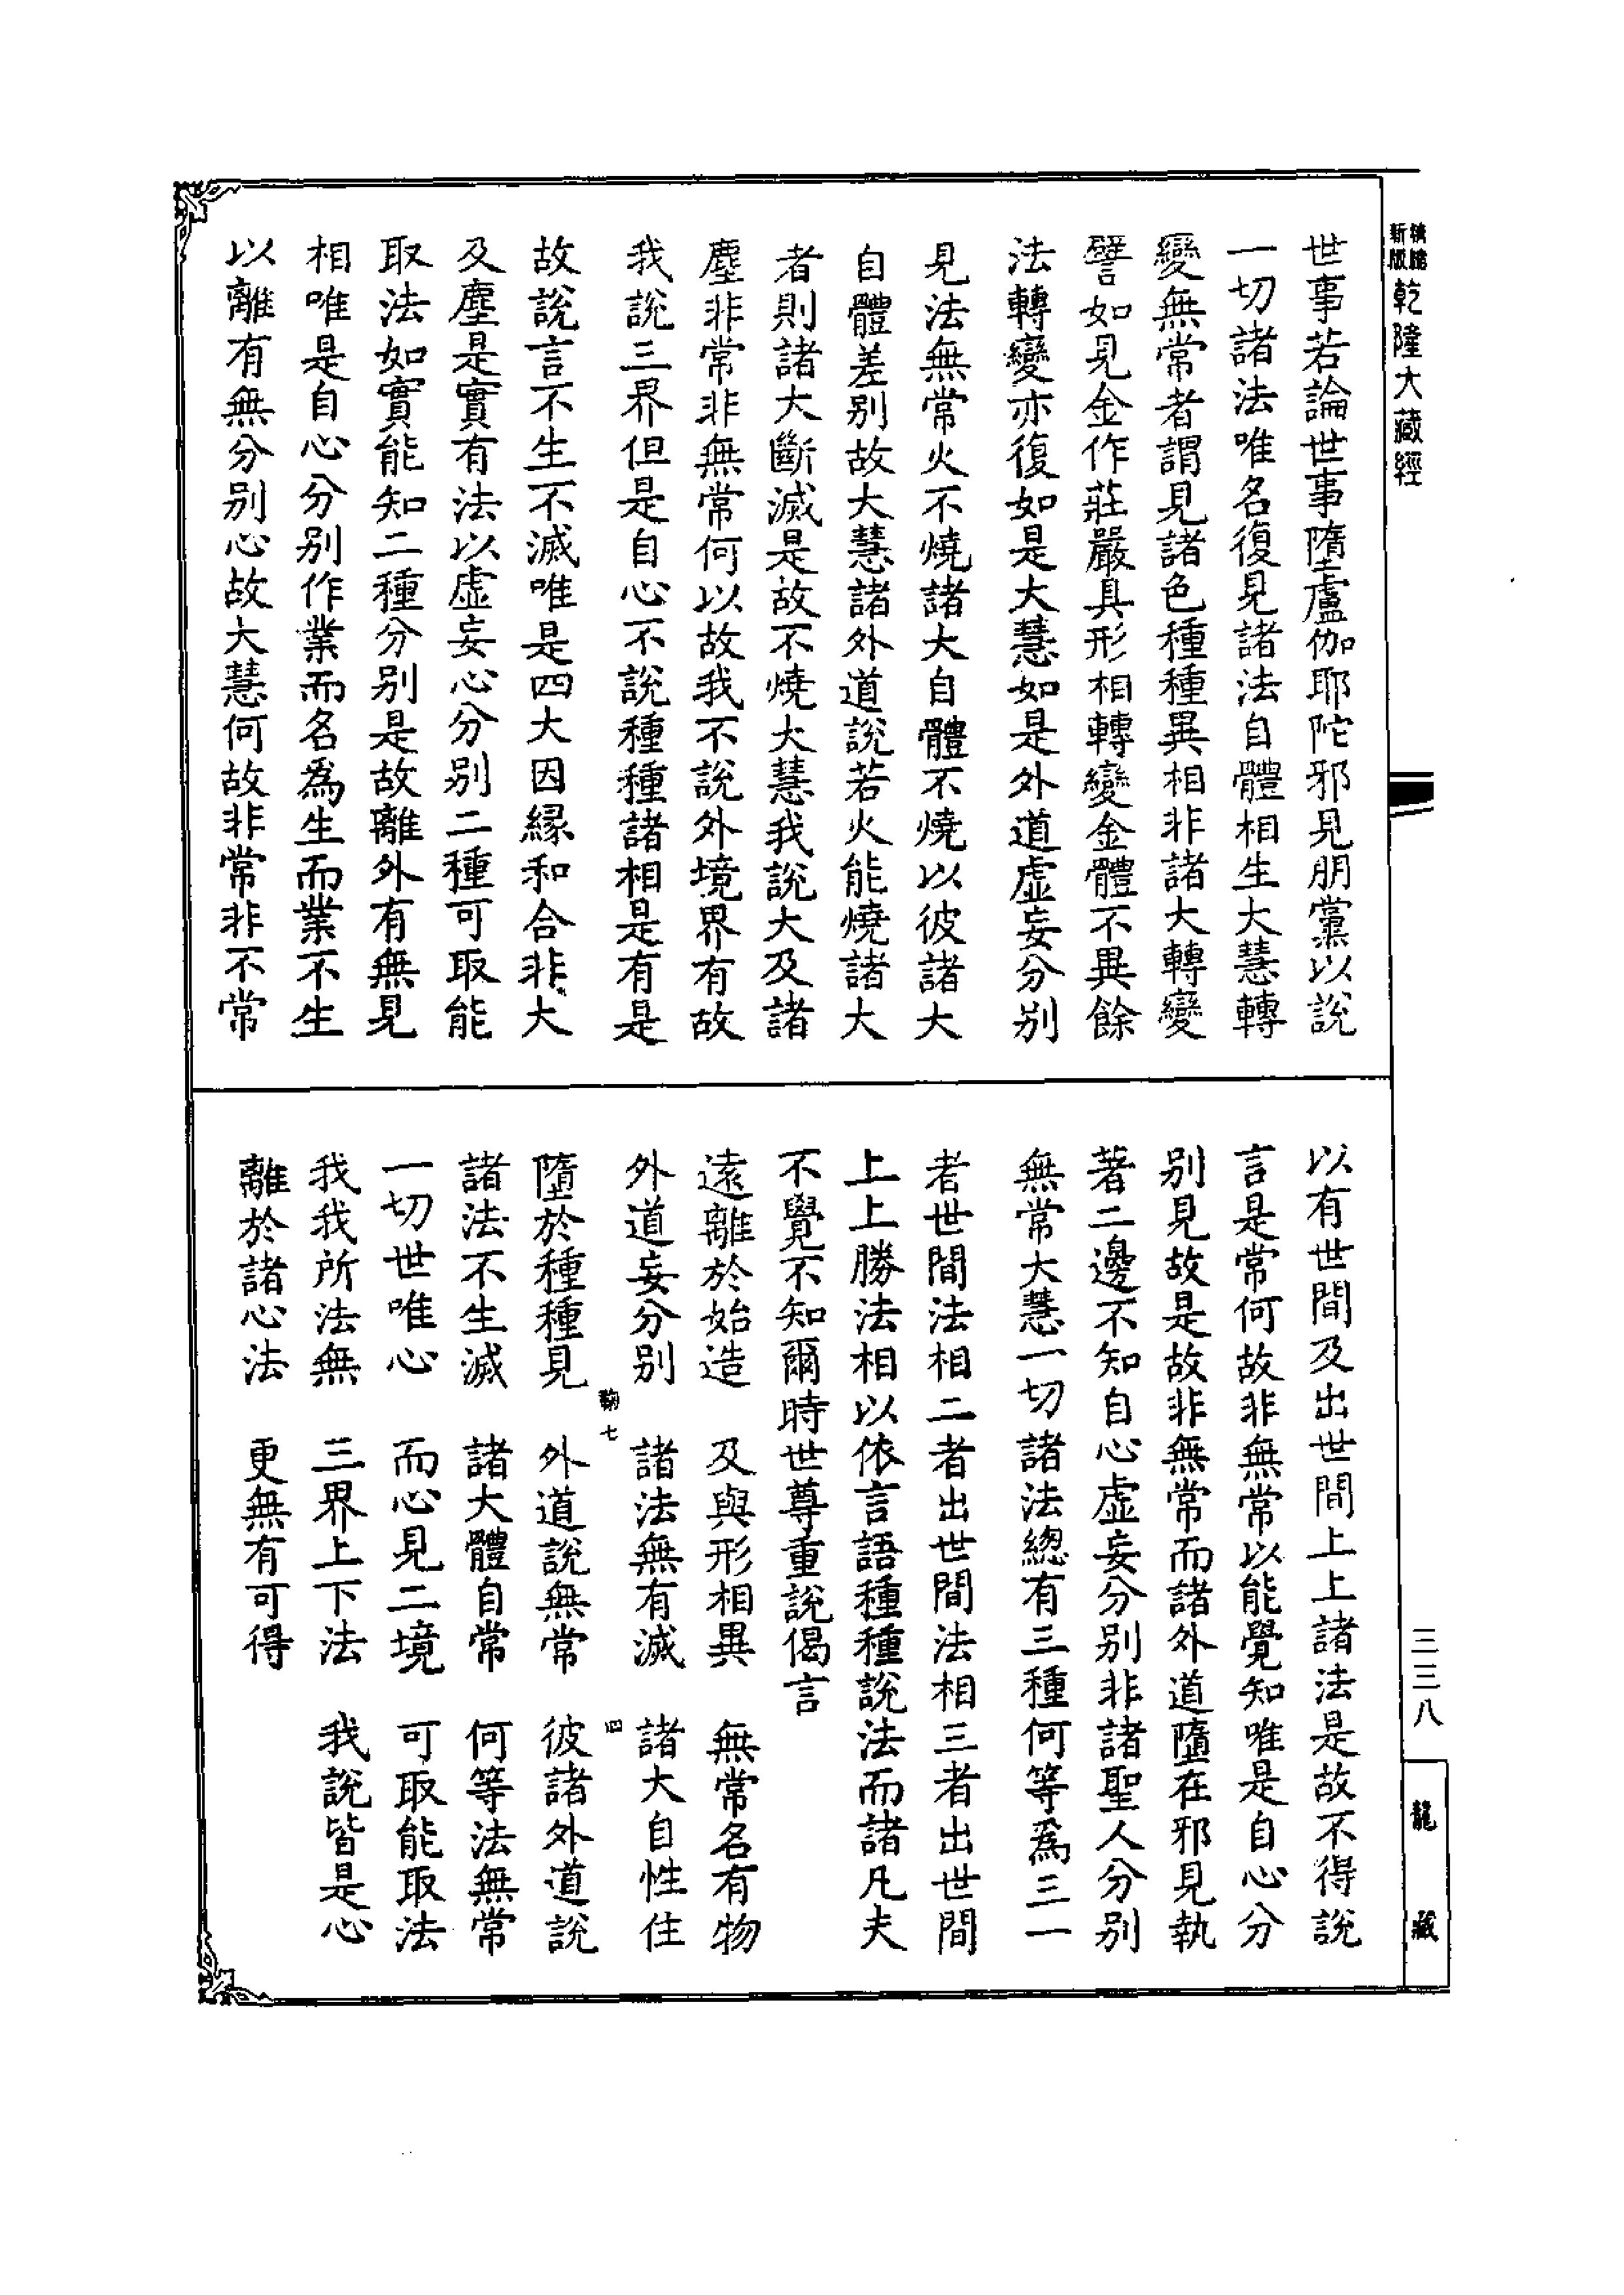 精繕新版乾隆大藏經
世事若論世事墮盧伽耶陀邪見朋黨以說
一切諸法唯名復見諸法自體相生大慧轉
變無常者謂見諸色種種異相非諸大轉變
譬如見金作莊嚴具形相轉變金體不異餘
法轉變亦復如是大慧如是外道虛妄分別
見法無常火不燒諸大自體不燒以彼諸大
自體差別故大慧諸外道說若火能燒諸大
者則諸大斷滅是故不燒大慧我說大及諸
塵非常非無常何以故我不說外境界有故
我說三界但是自心不說種種諸相是有是
故說言不生不滅唯是四大因緣和合非大
及塵是實有法以虛妄心分別二種可取能
取法如實能知二種分別是故離外有無見
相唯是自心分別作業而名為生而業不生
以離有無分別心故大慧何故非常非不常
以有世間及出世間上上諸法是故不得說
言是常何故非無常以能覺知唯是自心分
別見故是故非無常而諸外道墮在邪見執
著二邊不知自心虛妄分別非諸聖人分別
無常大慧一切諸法總有三種何等為三一
者世間法相二者出世間法相三者出世間
上上勝法相以依言語種種說法而諸凡夫
不覺不知爾時世尊重說偈言
遠離於始造　及與形相異　無常名有物
外道妄分別　諸法無有滅　諸大自性住
墮於種種見　外道說無常　彼諸外道說
諸法不生滅　諸大體自常　何等法無常
一切世唯心　而心見二境　可取能取法
我我所法無　三界上下法　我說皆是心
離於諸心法　更無有可得
七
四
三三八
龍藏